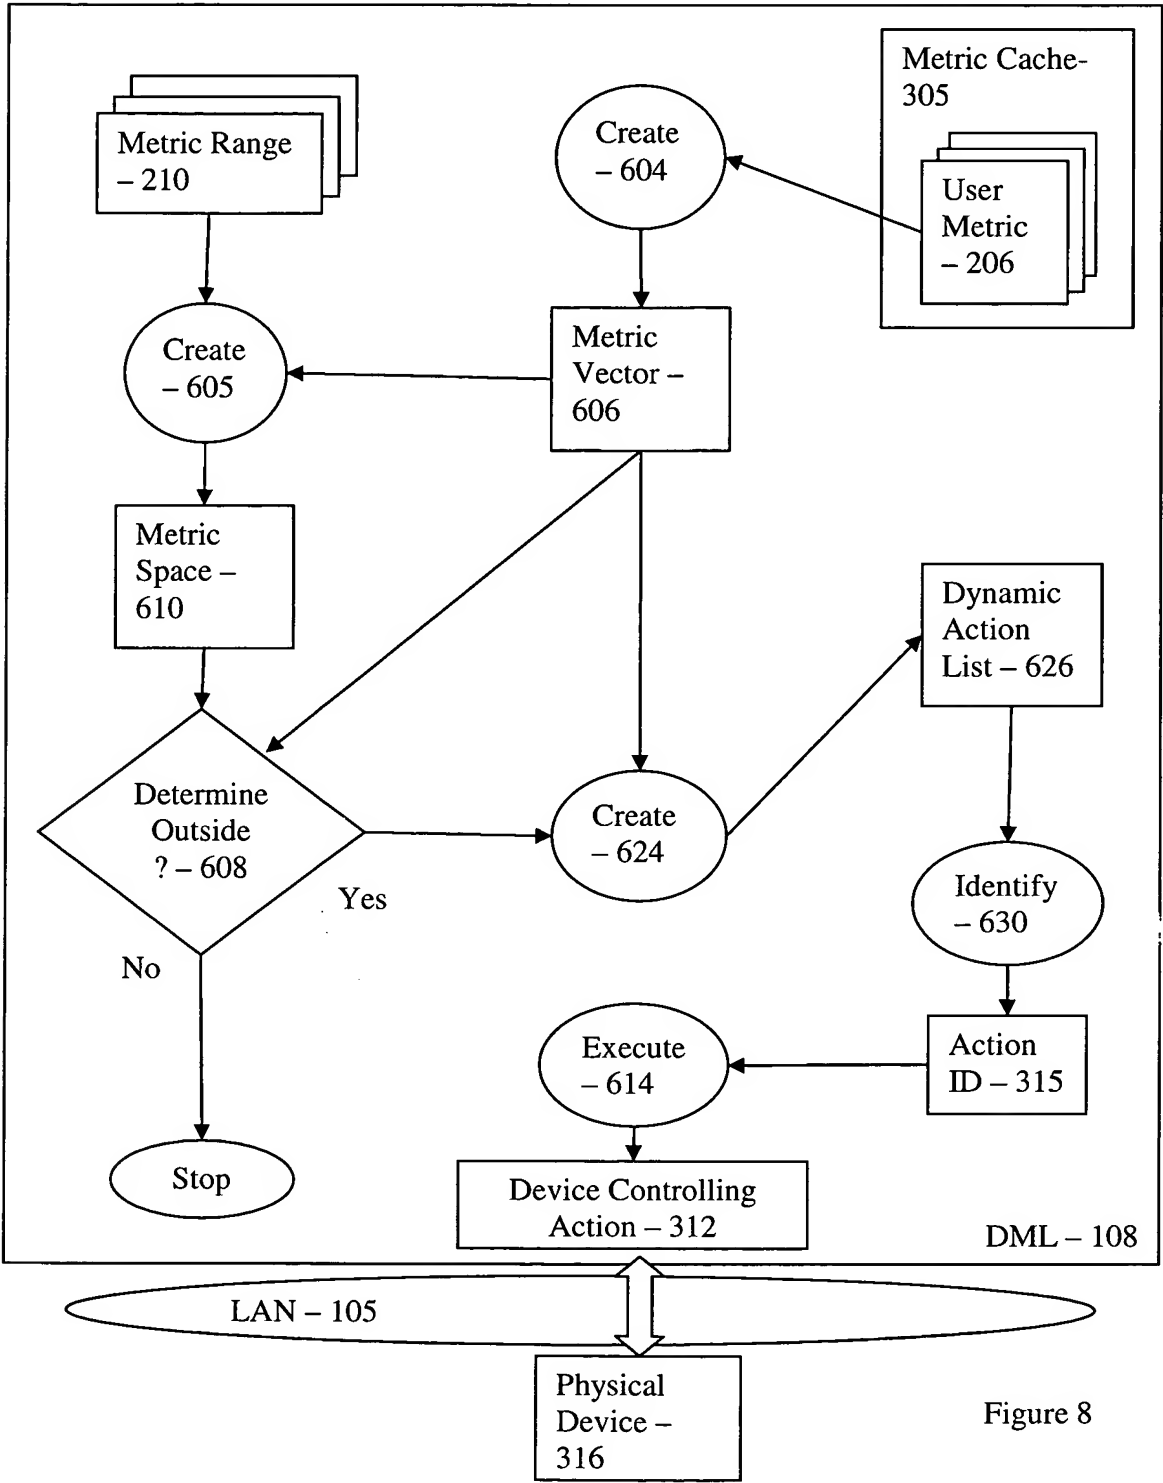 Metric Cache-
305
Metric Range
– 210
Create
– 604
User
Metric
– 206
Create
– 605
Metric
Vector –
606
Metric
Space –
610
Dynamic
Action
List – 626
Determine
Outside
? – 608
Create
– 624
Yes
Identify
– 630
No
Execute
– 614
Action
ID – 315
Stop
Device Controlling
Action – 312
DML – 108
LAN – 105
Physical
Device –
316
Figure 8